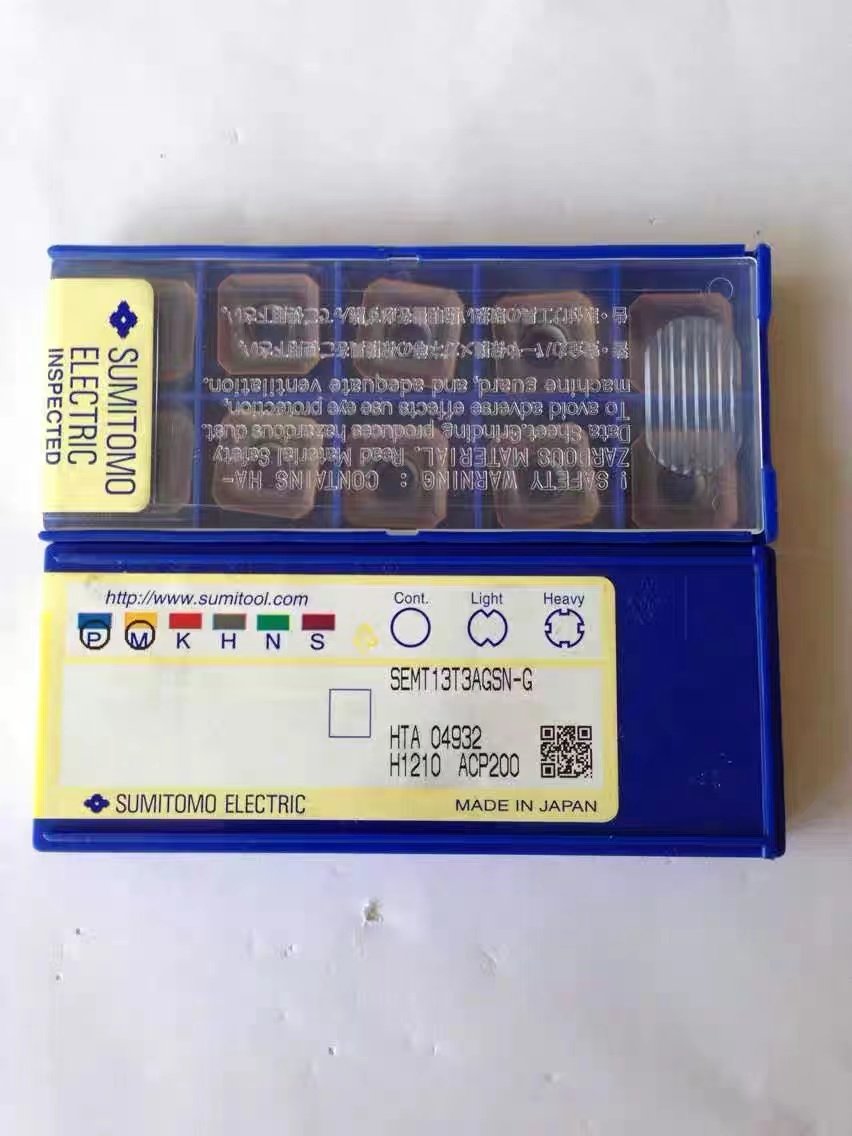 SUMITOMO
ELECTRIC
INSPECTED
! SAFETY WARNING : CONTAINS HA-
ZARDOUS MATERIAL. Read Material Safety
Data Sheet. Grinding produces hazardous dust.
To avoid adverse effects use eye protection,
machine guard, and adequate ventilation.
http://www.sumitool.com
P M K H N S
Cont. Light Heavy
SEMT13T3AGSN-G
HTA 04932
H1210 ACP200
SUMITOMO ELECTRIC
MADE IN JAPAN